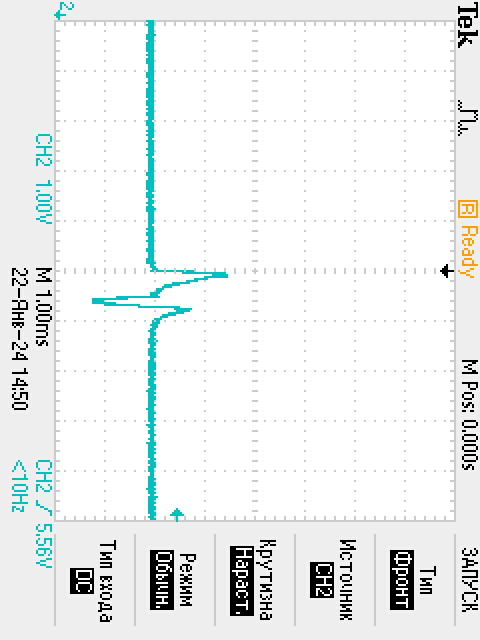 Tek
R Ready
M Pos: 0.000s
ЗАПУСК
Тип
Фронт
Источник
CH2
Крутизна
Нараст.
Режим
Обычн.
Тип входа
DC
2
CH2 1.00V
M 1.00ms
CH2 5.56V
22-Янв-24 14:50
<10Hz